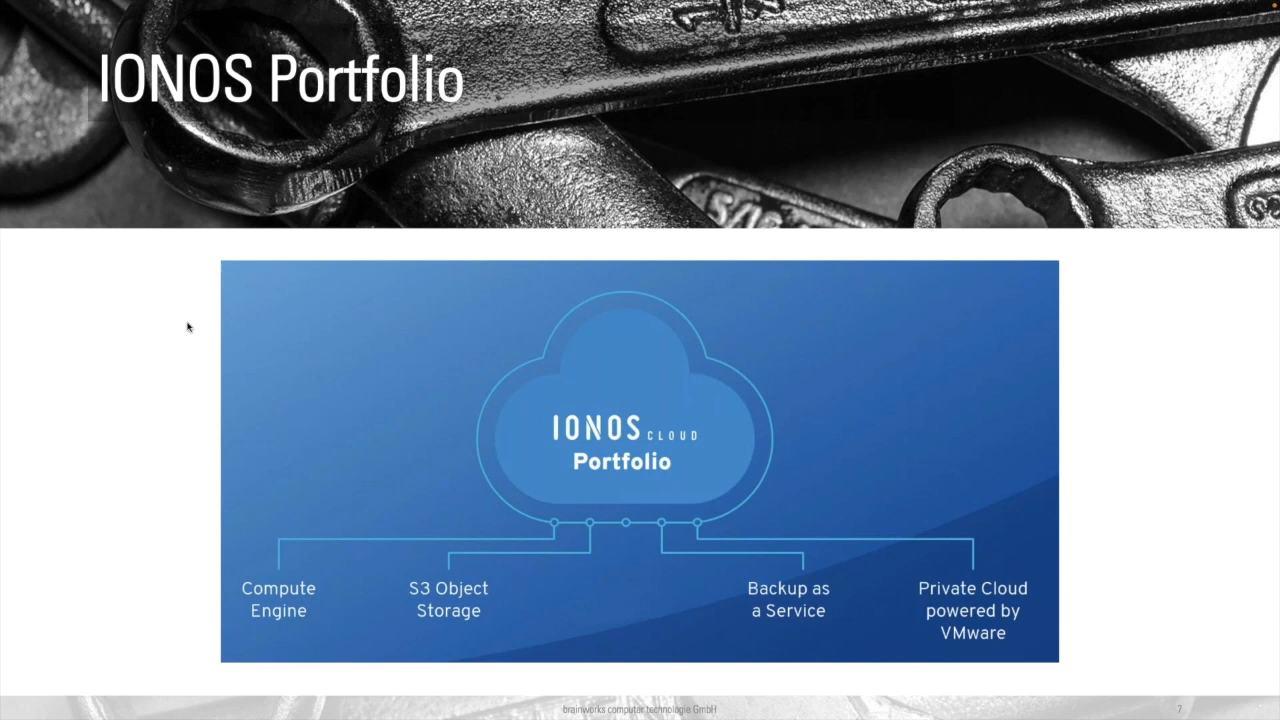 IONOS Portfolio
IONOS CLOUD
Portfolio
Compute
Engine
S3 Object
Storage
Backup as
a Service
Private Cloud
powered by
VMware
brainworks computer technologie GmbH
7